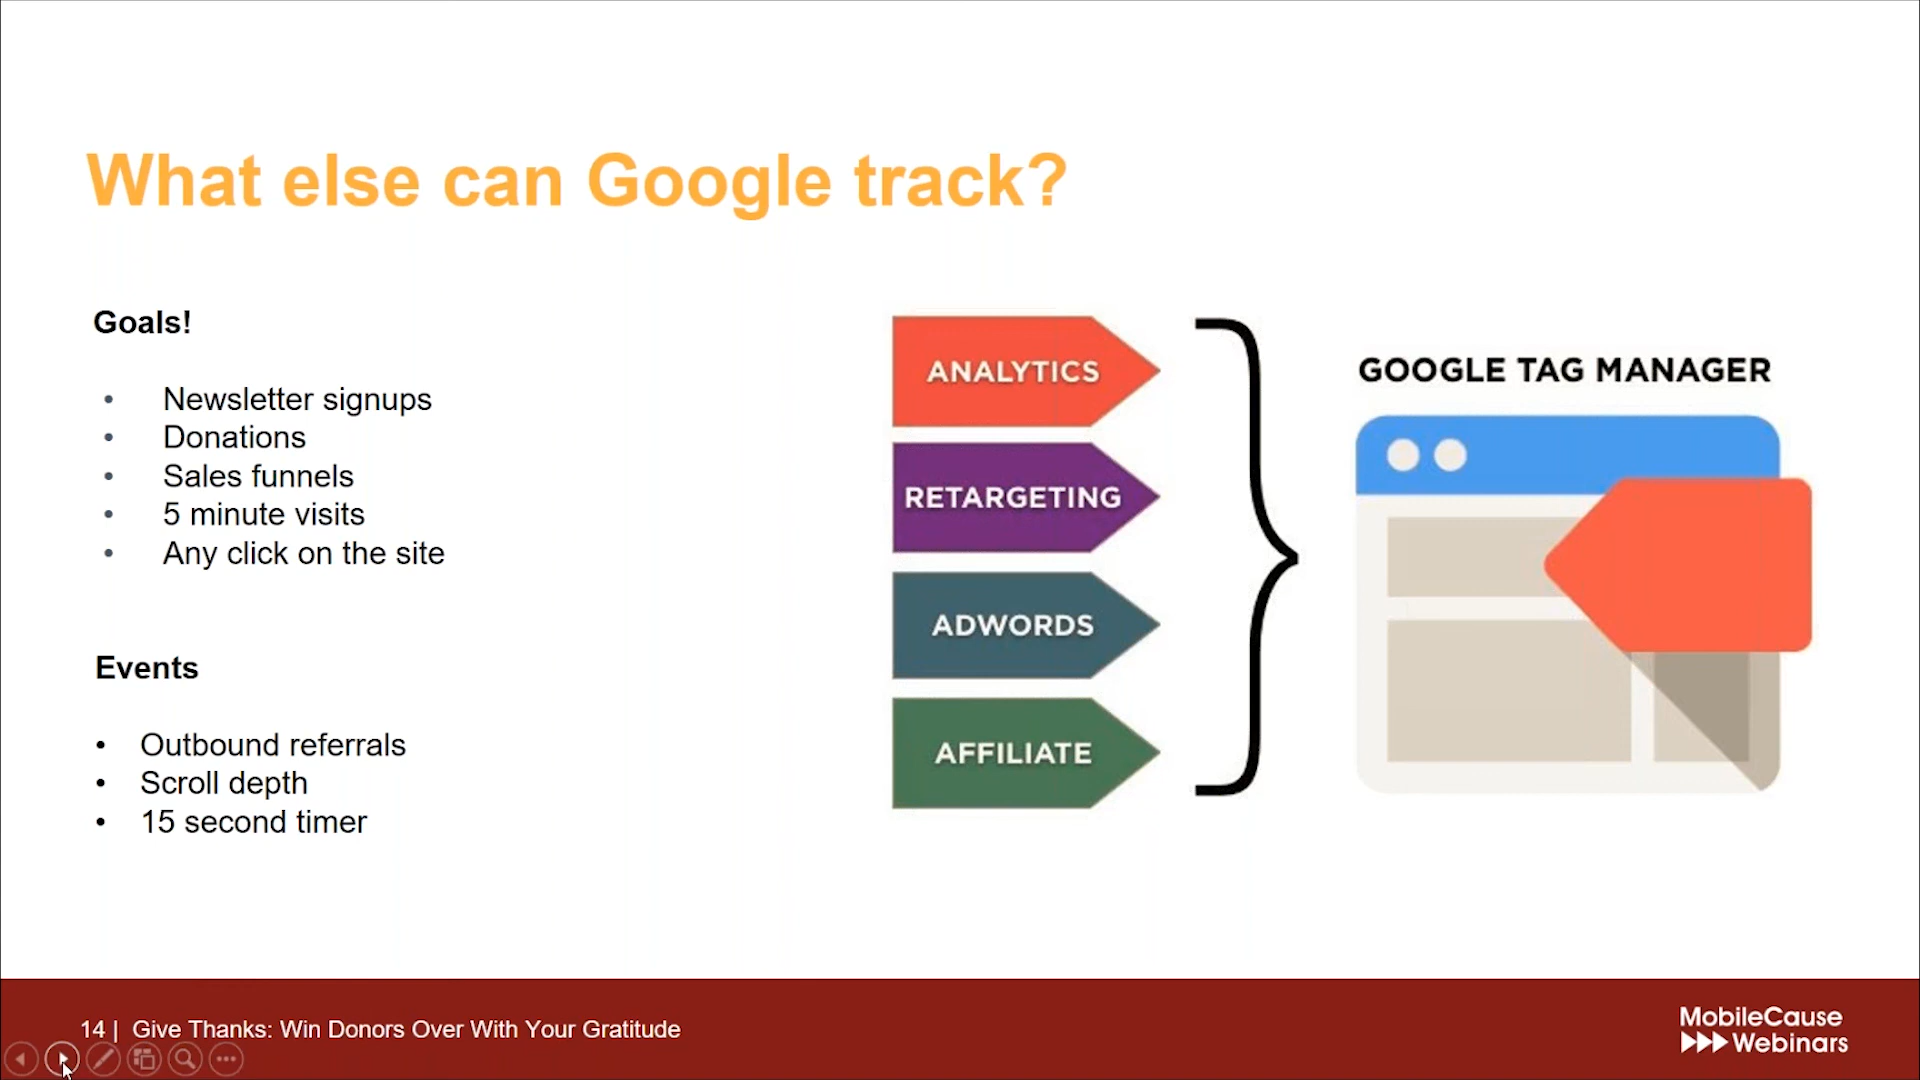 What else can Google track?
Goals!
• Newsletter signups
• Donations
• Sales funnels
• 5 minute visits
• Any click on the site
Events
• Outbound referrals
• Scroll depth
• 15 second timer
ANALYTICS
RETARGETING
ADWORDS
AFFILIATE
GOOGLE TAG MANAGER
14 | Give Thanks: Win Donors Over With Your Gratitude
MobileCause
Webinars